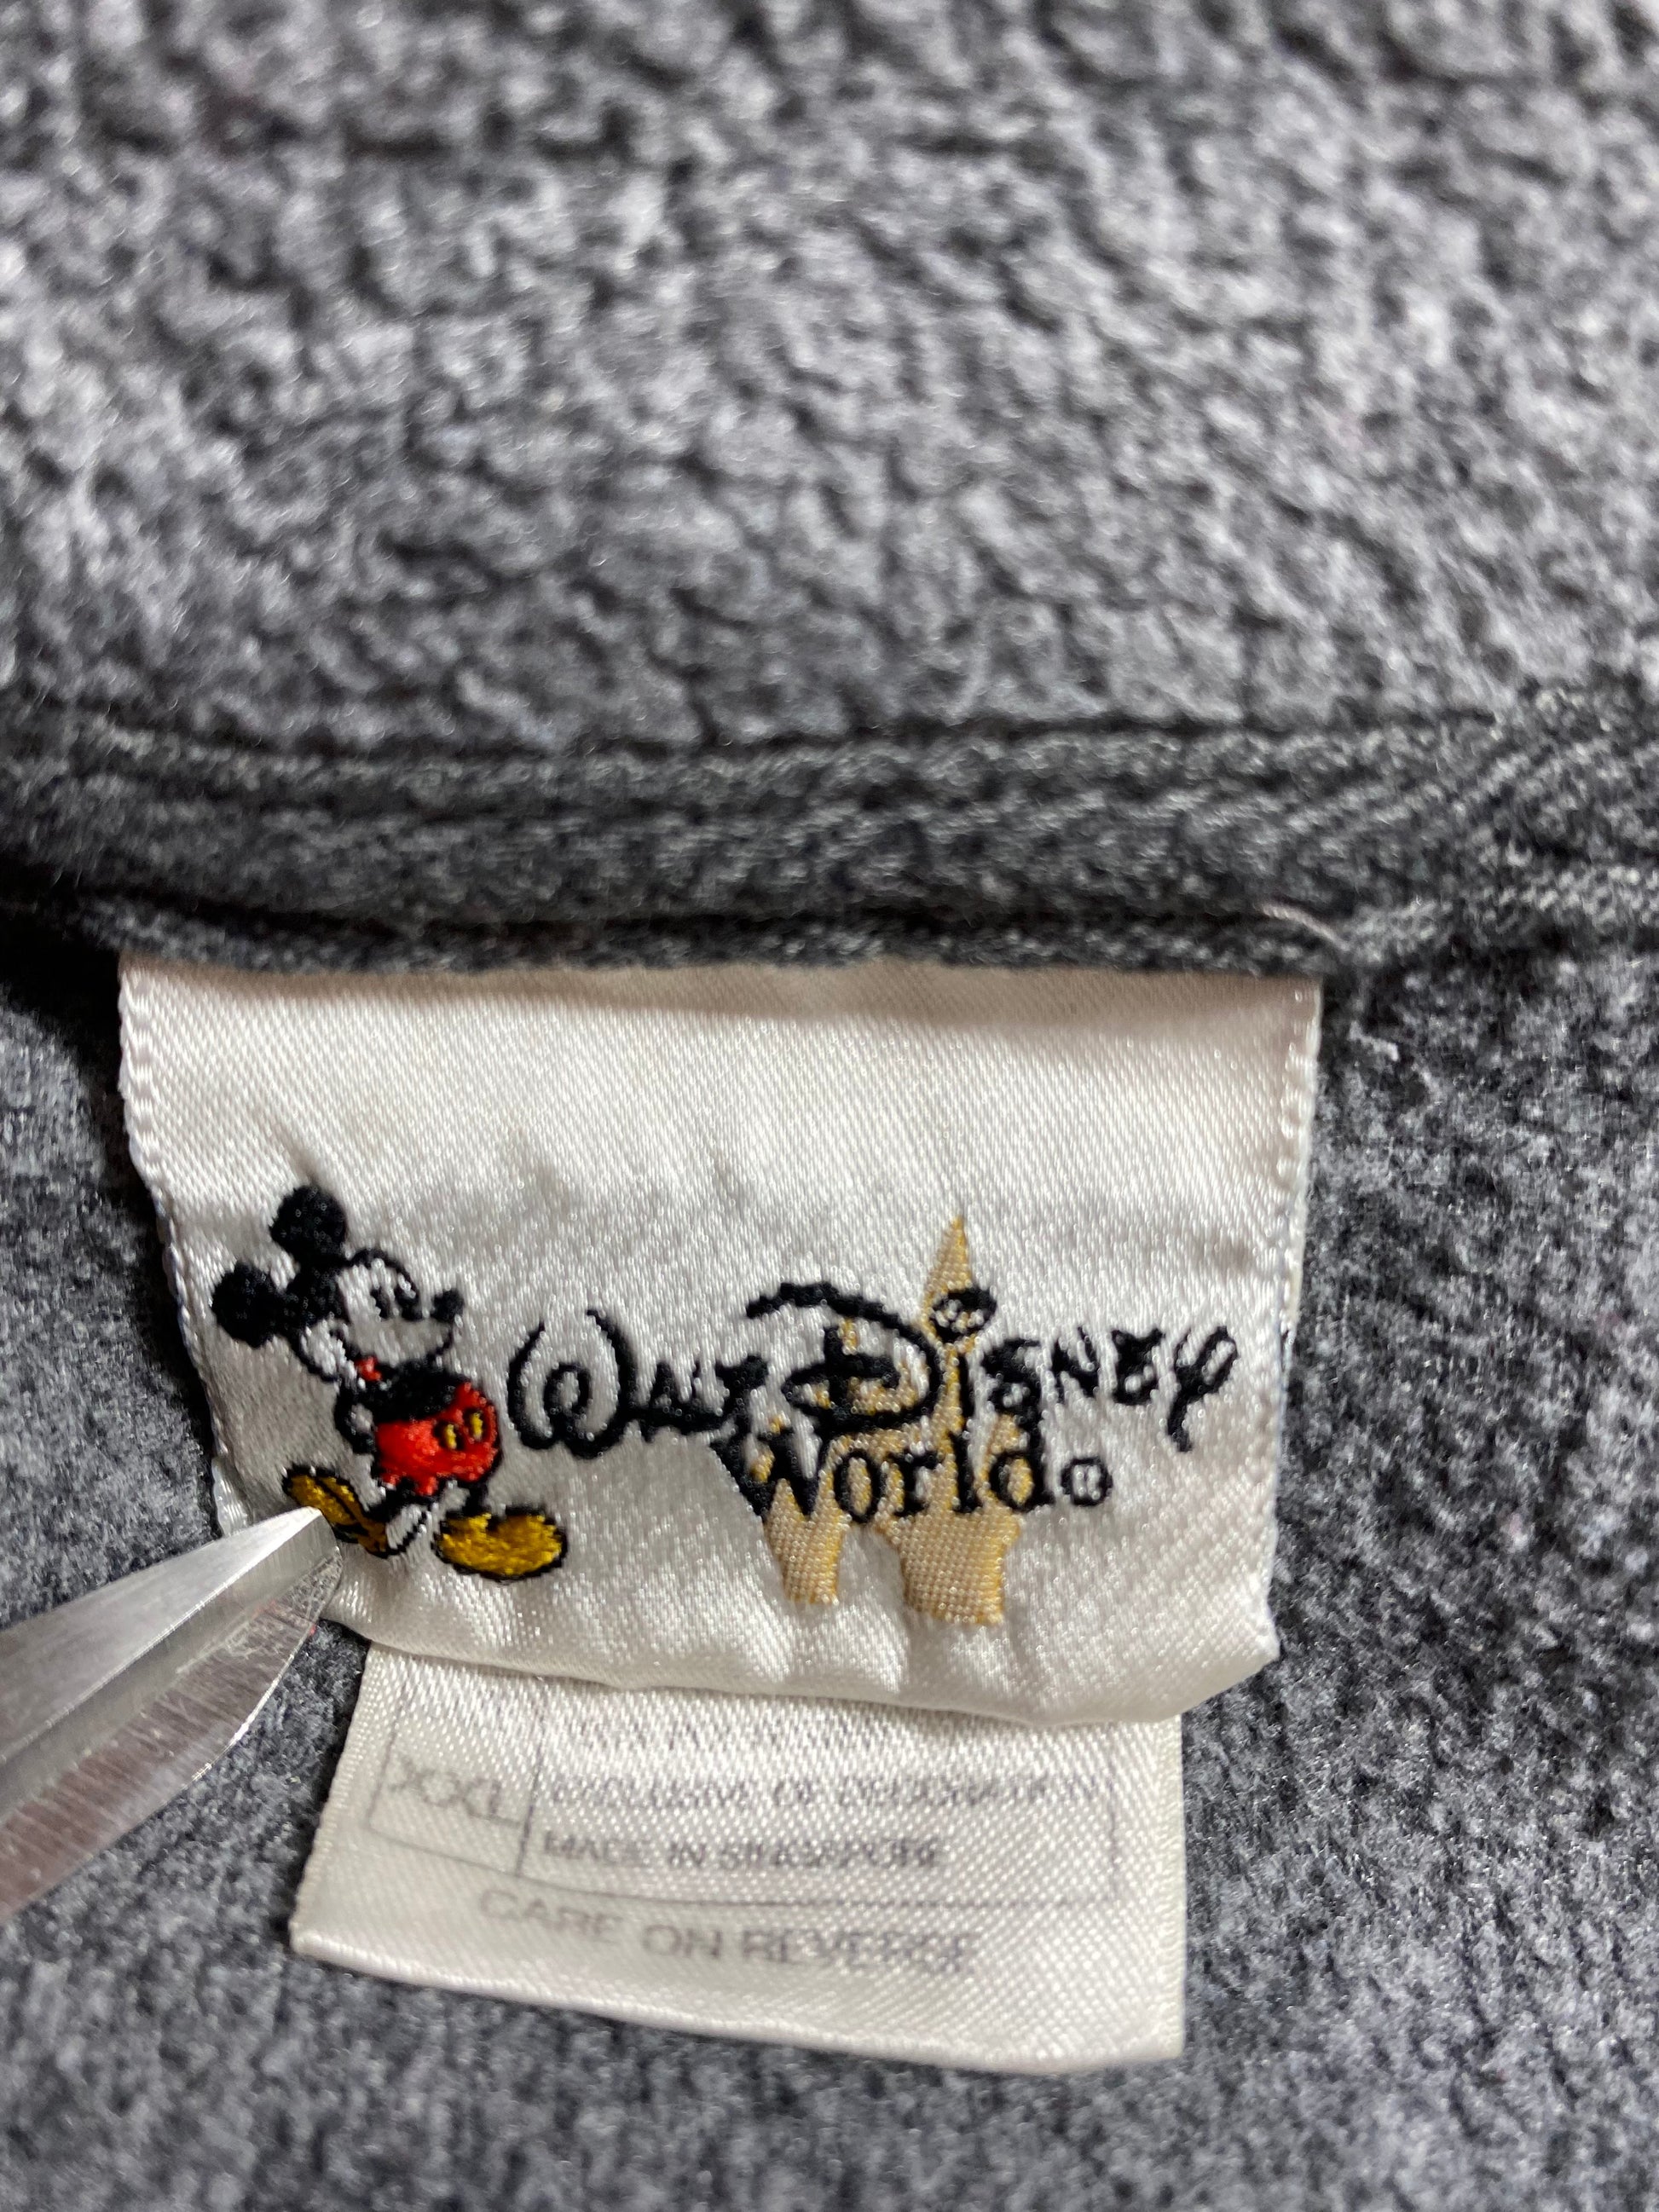 Walt Disney
World®
XXL
EXCLUSIVE OF DECORATION
MADE IN SINGAPORE
CARE ON REVERSE